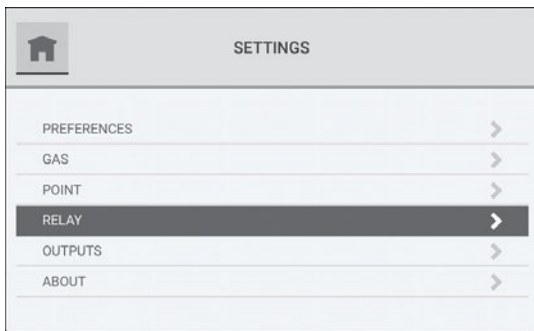 SETTINGS
PREFERENCES
GAS
POINT
RELAY
OUTPUTS
ABOUT